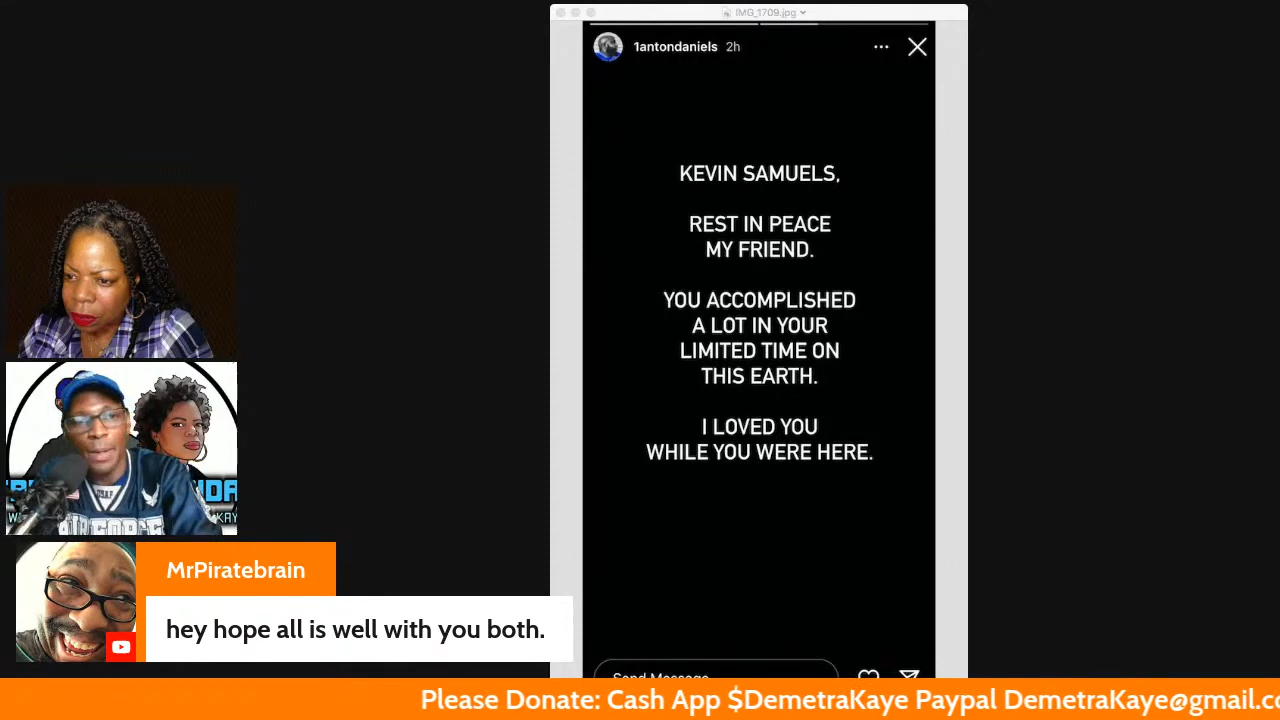 IMG_1709.jpg
1antondaniels 2h
KEVIN SAMUELS,
REST IN PEACE
MY FRIEND.
YOU ACCOMPLISHED
A LOT IN YOUR
LIMITED TIME ON
THIS EARTH.
I LOVED YOU
WHILE YOU WERE HERE.
Send Message
AIR FORCE
MrPiratebrain
hey hope all is well with you both.
Please Donate: Cash App $DemetraKaye Paypal DemetraKaye@gmail.c